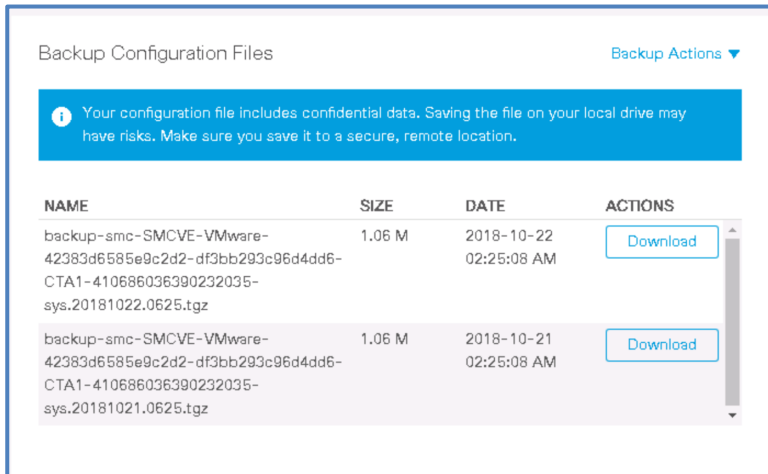 Backup Configuration Files
Backup Actions ▼
Your configuration file includes confidential data. Saving the file on your local drive may
have risks. Make sure you save it to a secure, remote location.
NAME SIZE DATE ACTIONS
backup-smc-SMCVE-VMware- 1.06 M 2018-10-22 Download
42383d6585e9c2d2-df3bb293c96d4dd6- 02:25:08 AM
CTA1-410686036390232035-
sys.20181022.0625.tgz
backup-smc-SMCVE-VMware- 1.06 M 2018-10-21 Download
42383d6585e9c2d2-df3bb293c96d4dd6- 02:25:08 AM
CTA1-410686036390232035-
sys.20181021.0625.tgz